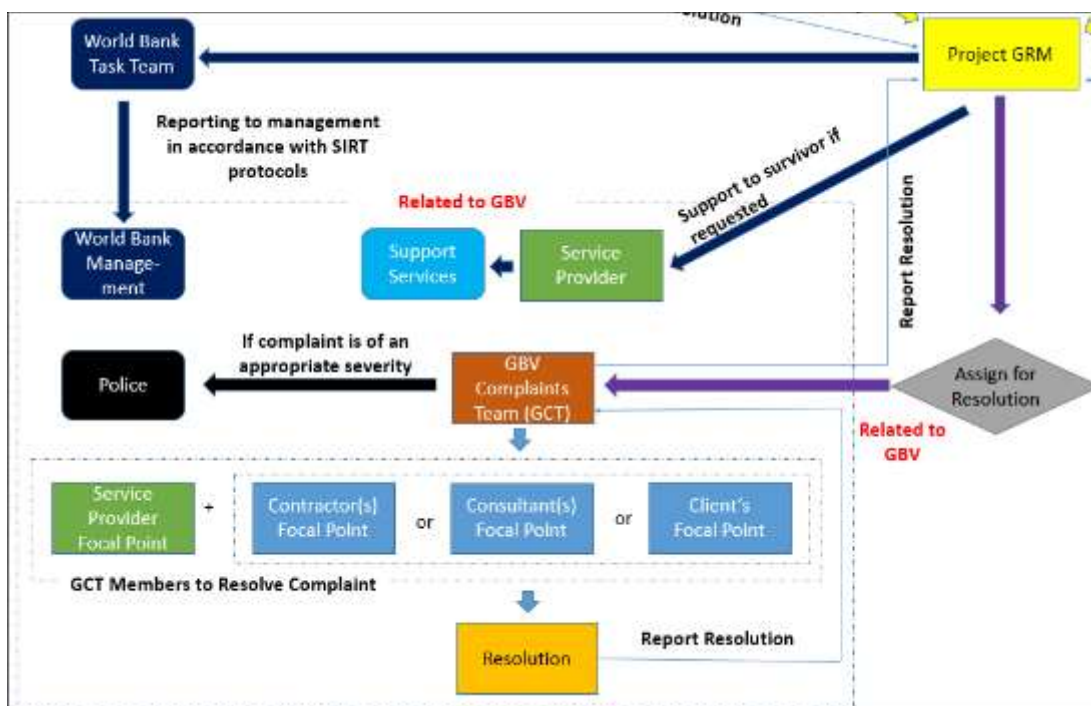 World Bank
Task Team
Project GRM
Reporting to management
in accordance with SIRT
protocols
Support to survivor if
requested
Related to GBV
World Bank
Manage-
ment
Support
Services
Service
Provider
Report Resolution
If complaint is of an
appropriate severity
Police
GBV
Complaints
Team (GCT)
Assign for
Resolution
Related to
GBV
Service
Provider
Focal Point
+
Contractor(s)
Focal Point
or
Consultant(s)
Focal Point
or
Client's
Focal Point
GCT Members to Resolve Complaint
Resolution
Report Resolution